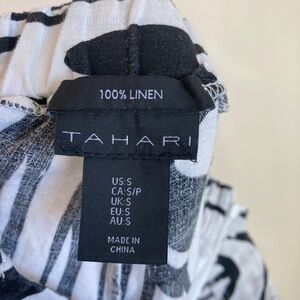 100% LINEN
TAHARI
US:S
CA:S/P
UK:S
EU:S
AU:S
MADE IN
CHINA